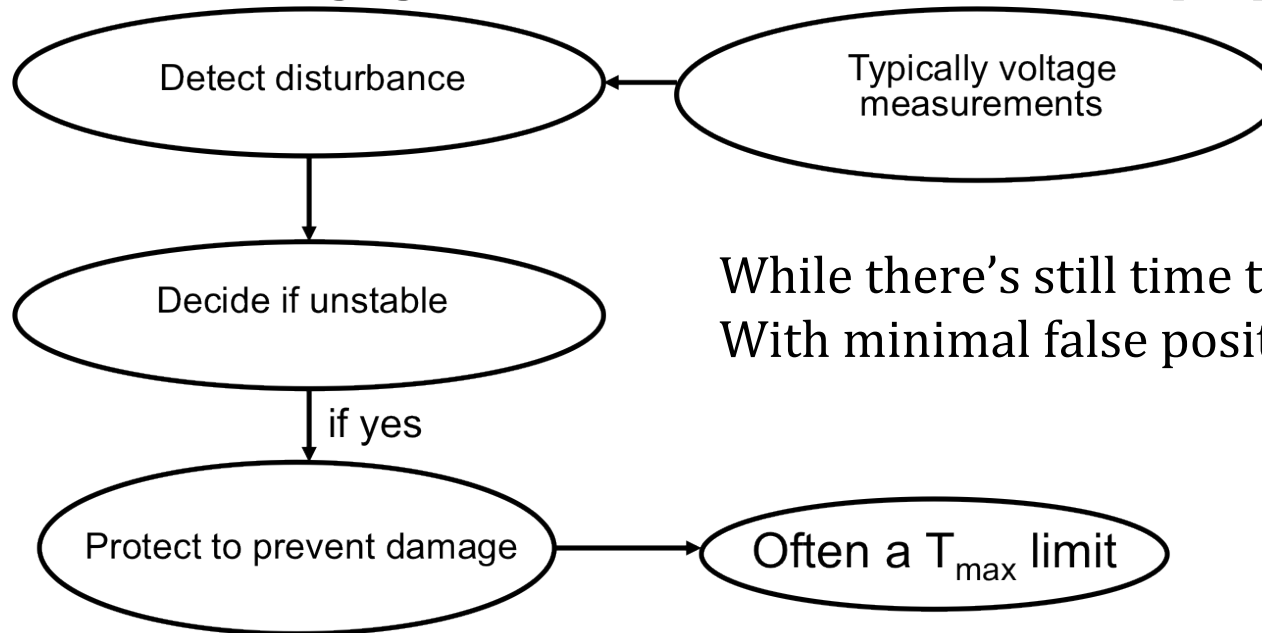 Detect disturbance
Typically voltage
measurements
Decide if unstable
While there’s still time
With minimal false
if yes
Protect to prevent damage
Often a Tmax limit